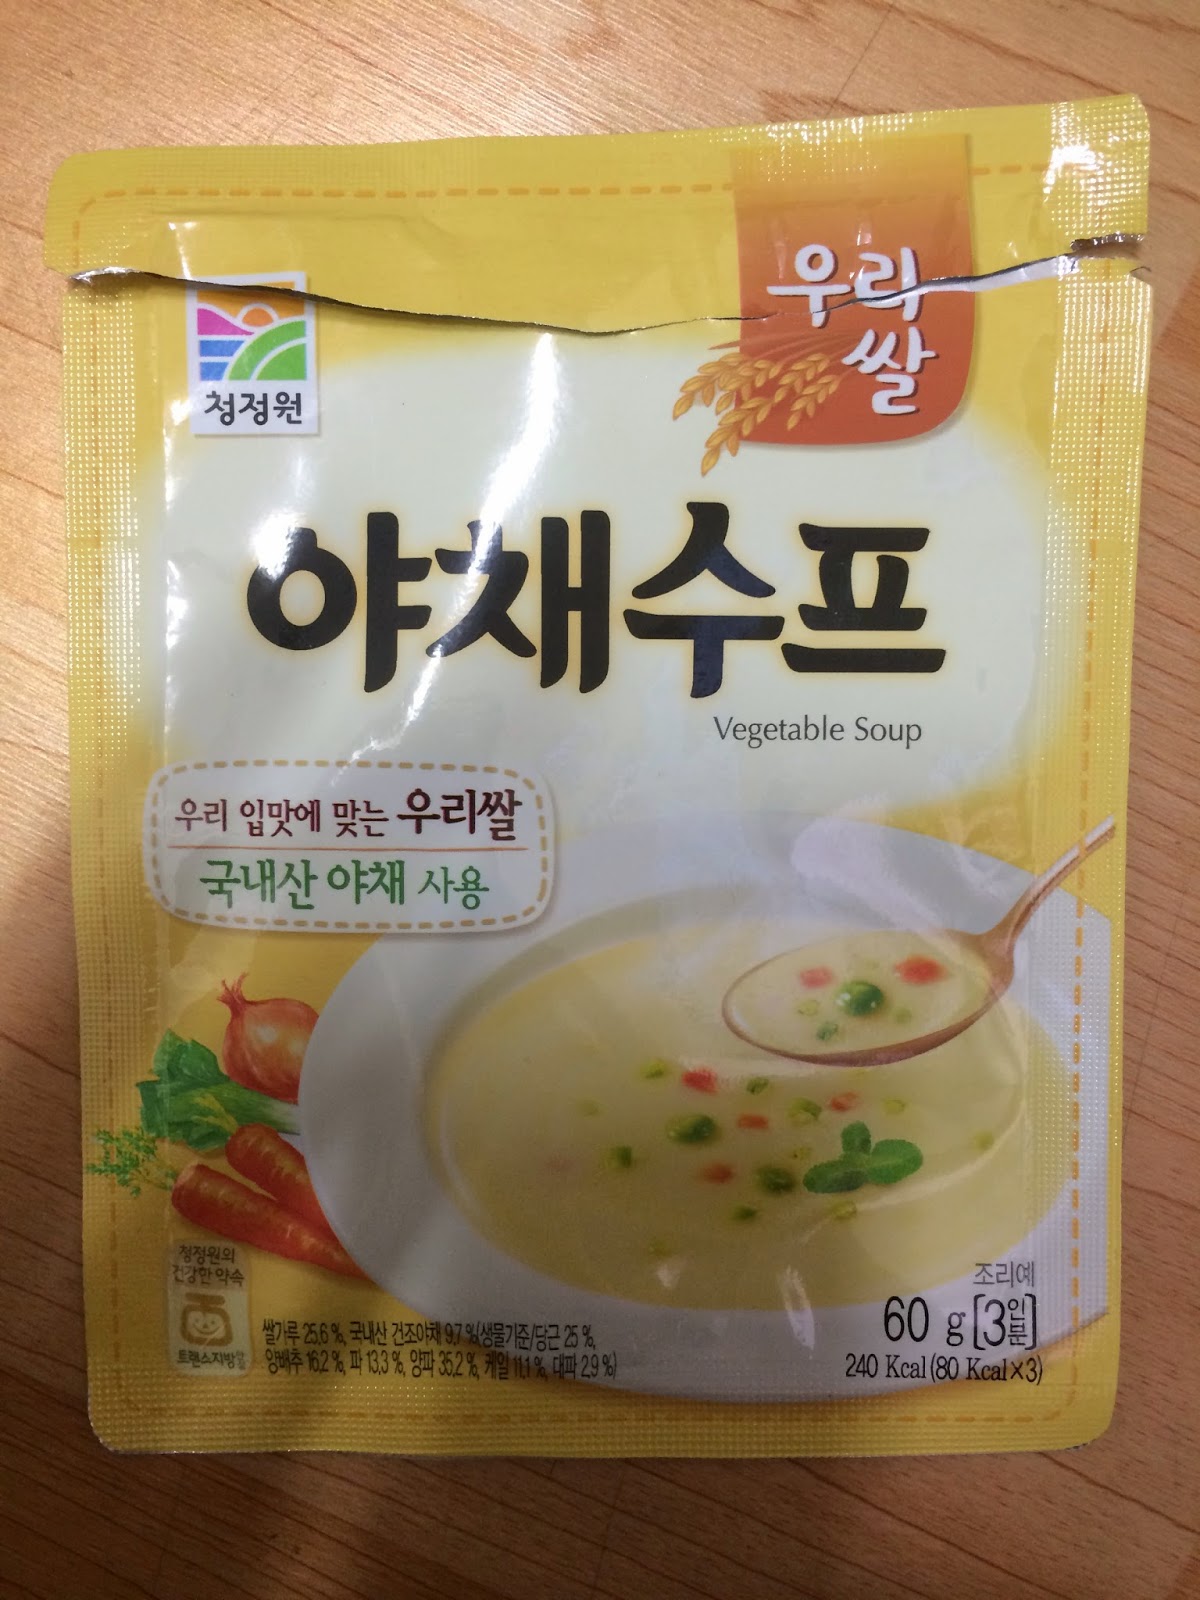 우리
쌀
청정원
야채수프
Vegetable Soup
우리 입맛에 맞는 우리쌀
국내산 야채 사용
청정원의
건강한 약속
트랜스지방
조리예
60 g [3인분]
240 Kcal (80 Kcal×3)
쌀가루 25.6 %, 국내산 건조야채 9.7 %(생물기준/당근 25 %,
양배추 16.2 %, 파 13.3 %, 양파 35.2 %, 케일 11.1 %, 대파 2.9 %)